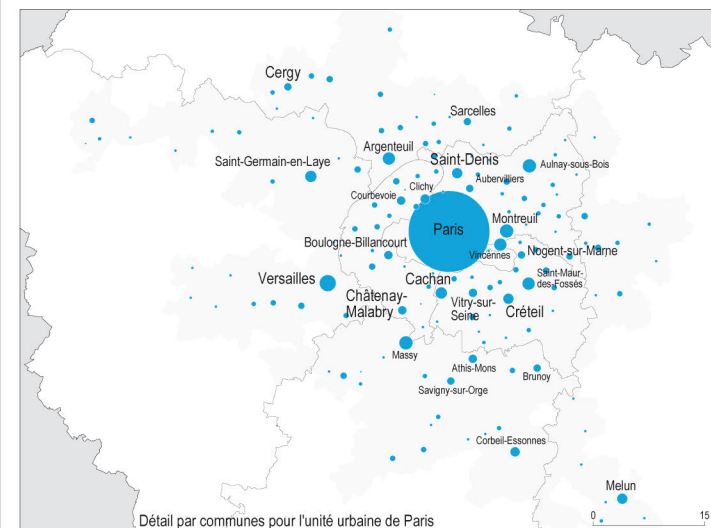 Cergy
Sarcelles
Argenteuil
Saint-Germain-en-Laye
Saint-Denis
Aulnay-sous-Bois
Aubervilliers
Clichy
Courbevoie
Montreuil
Paris
Boulogne-Billancourt
Vincennes
Nogent-sur-Marne
Versailles
Cachan
Saint-Maur-
des-Fossés
Châtenay-
Malabry
Vitry-sur-
Seine
Créteil
Massy
Athis-Mons
Brunoy
Savigny-sur-Orge
Corbeil-Essonnes
Melun
0 15
Détail par communes pour l'unité urbaine de Paris